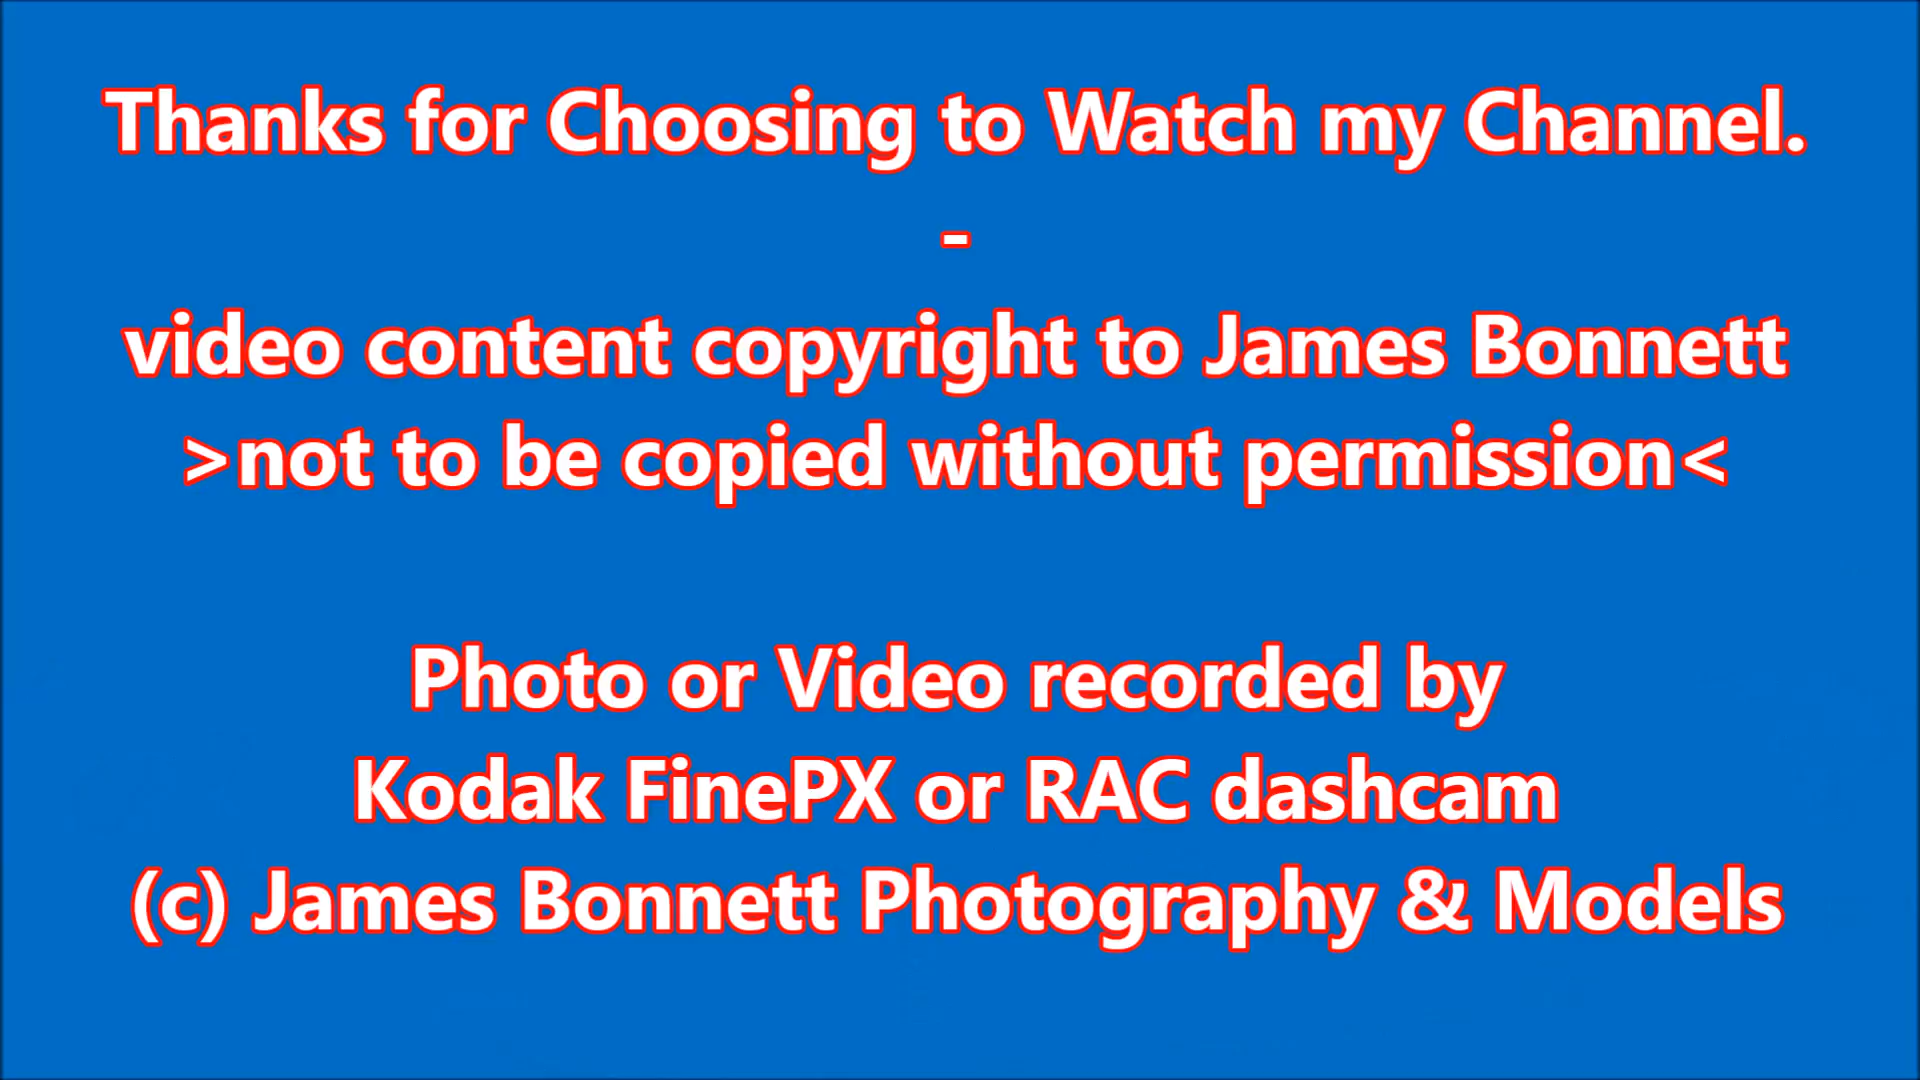 Thanks for Choosing to Watch my Channel.
-
video content copyright to James Bonnett
>not to be copied without permission<
Photo or Video recorded by
Kodak FinePX or RAC dashcam
(c) James Bonnett Photography & Models